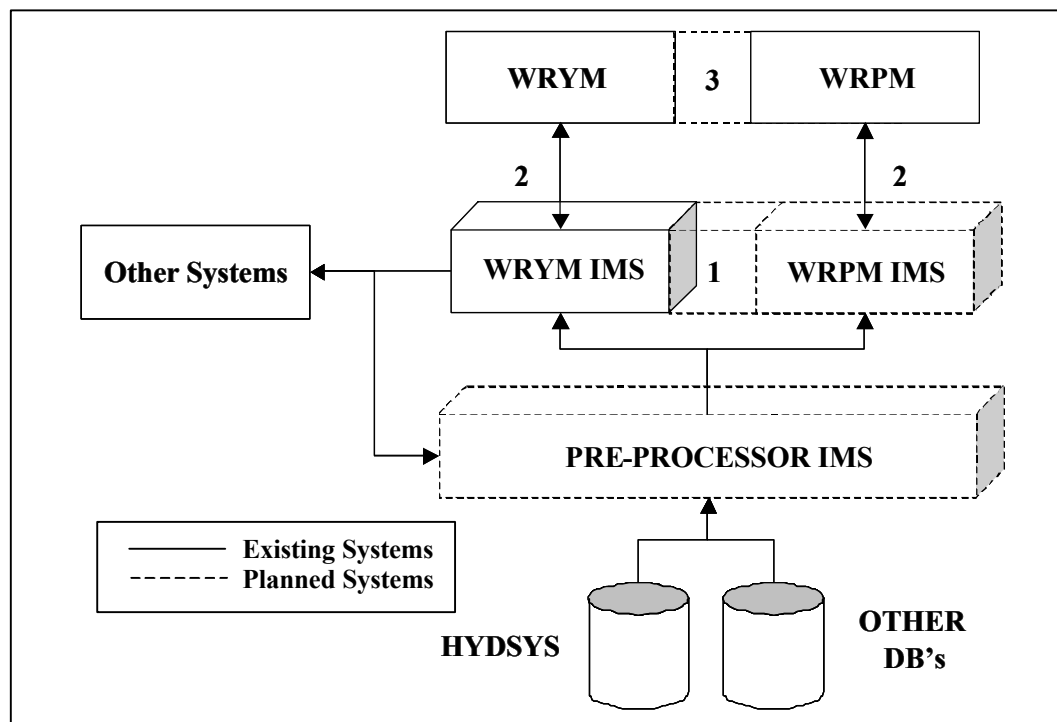 WRYM
3
WRPM
2
2
Other Systems
WRYM IMS
1
WRPM IMS
PRE-PROCESSOR IMS
Existing Systems
Planned Systems
HYDSYS
OTHER
DB's